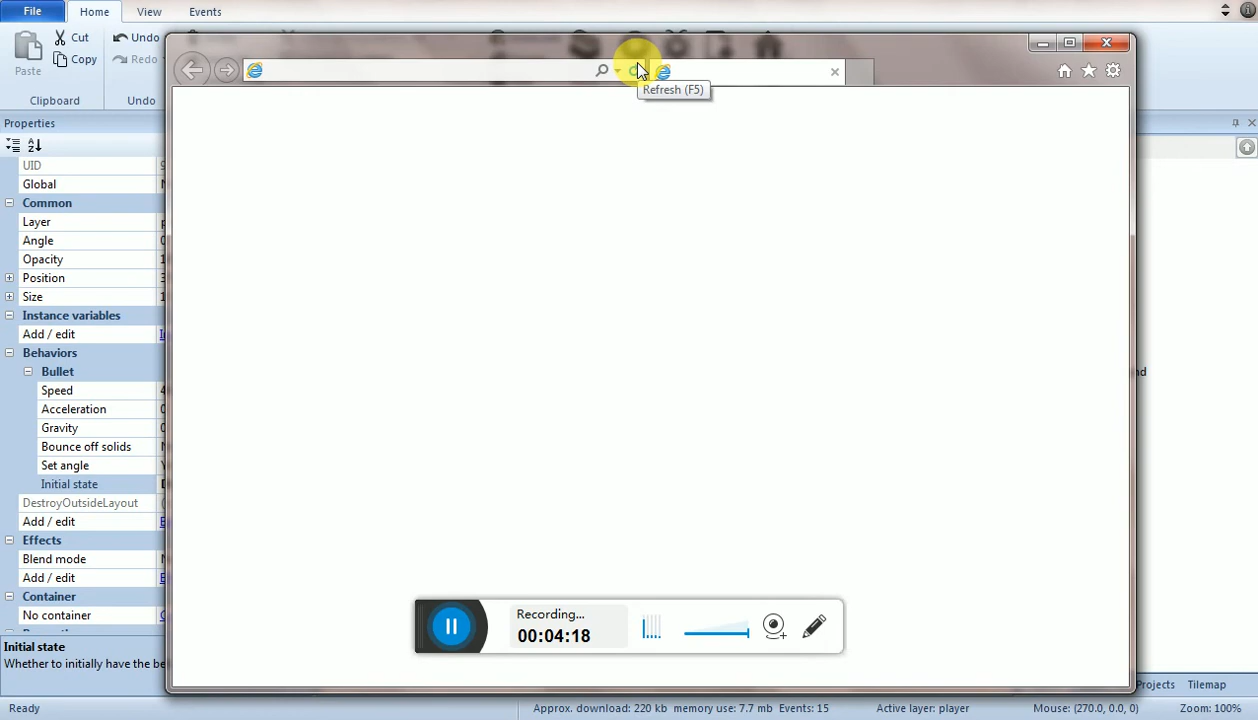 File
Home
View
Events
Paste
Cut
Copy
Undo
Redo
Clipboard
Undo
Refresh (F5)
Properties
UID
Global
Common
Layer
Angle
Opacity
Position
Size
Instance variables
Add / edit
Behaviors
Bullet
Speed
Acceleration
Gravity
Bounce off solids
Set angle
Initial state
DestroyOutsideLayout
Add / edit
Effects
Blend mode
Add / edit
Container
No container
Initial state
Whether to initially have the be
Recording...
00:04:18
Projects
Tilemap
Ready
Approx. download: 220 kb
memory use: 7.7 mb
Events: 15
Active layer: player
Mouse: (270.0, 0.0, 0)
Zoom: 100%